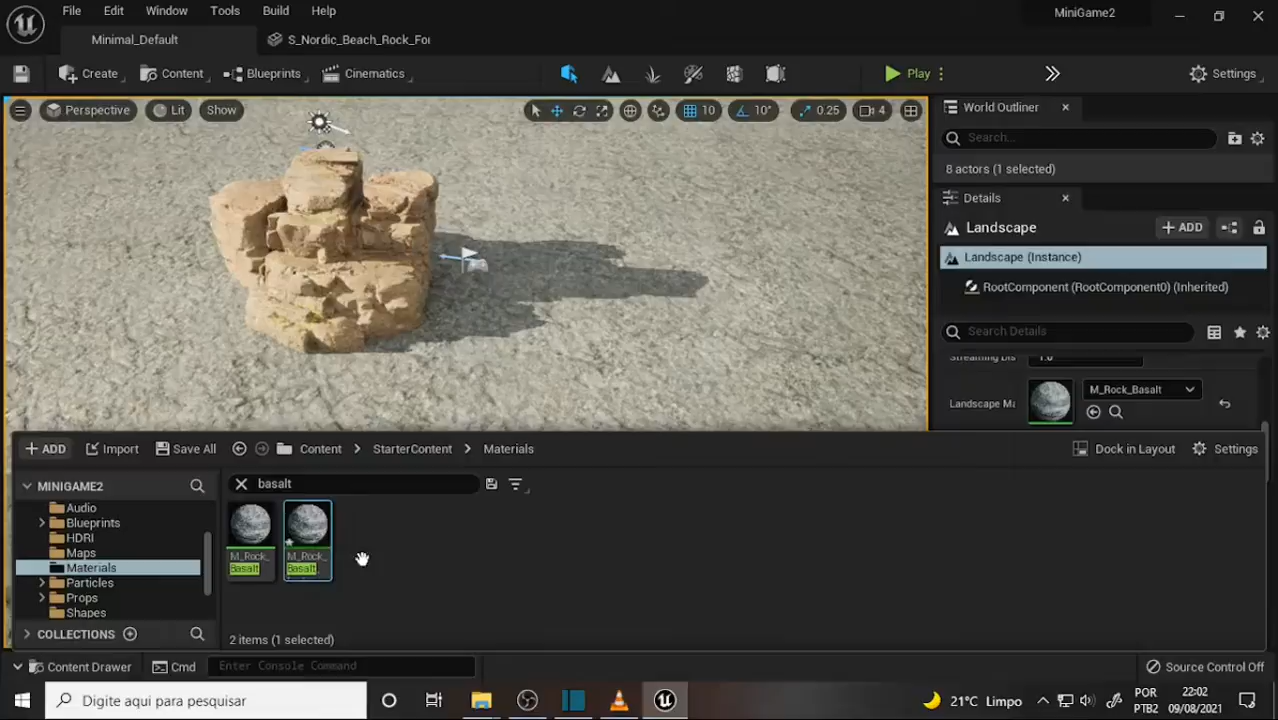 File Edit Window Tools Build Help
MiniGame2
Minimal_Default
S_Nordic_Beach_Rock_For
Create
Content
Blueprints
Cinematics
Play
Settings
Perspective
Lit
Show
10
10°
0.25
4
World Outliner
Search...
8 actors (1 selected)
Details
Landscape
ADD
Landscape (Instance)
RootComponent (RootComponent0) (Inherited)
Search Details
1.0
Landscape Ma
M_Rock_Basalt
ADD
Import
Save All
Content
StarterContent
Materials
Dock in Layout
Settings
MINIGAME2
basalt
Audio
Blueprints
HDRI
Maps
Materials
Particles
Props
Shapes
M_Rock_
Basalt
M_Rock_
Basalt
COLLECTIONS
2 items (1 selected)
Content Drawer
Cmd
Enter Console Command
Source Control Off
Digite aqui para pesquisar
21°C Limpo
POR
PTB2
22:02
09/08/2021